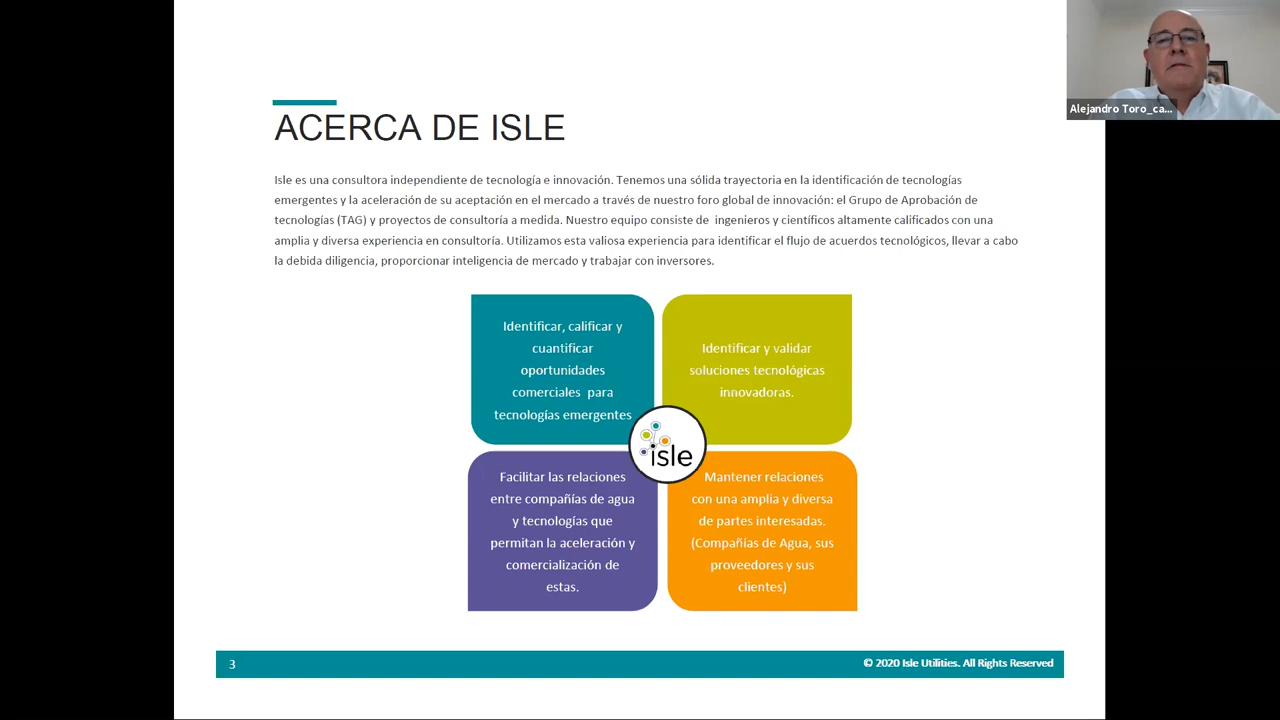 Alejandro Toro_ca...
ACERCA DE ISLE
Isle es una consultora independiente de tecnología e innovación. Tenemos una sólida trayectoria en la identificación de tecnologías
emergentes y la aceleración de su aceptación en el mercado a través de nuestro foro global de innovación: el Grupo de Aprobación de
tecnologías (TAG) y proyectos de consultoría a medida. Nuestro equipo consiste de ingenieros y científicos altamente calificados con una
amplia y diversa experiencia en consultoría. Utilizamos esta valiosa experiencia para identificar el flujo de acuerdos tecnológicos, llevar a cabo
la debida diligencia, proporcionar inteligencia de mercado y trabajar con inversores.
Identificar, calificar y
cuantificar
oportunidades
comerciales para
tecnologías emergentes
Identificar y validar
soluciones tecnológicas
innovadoras.
isle
Facilitar las relaciones
entre compañías de agua
y tecnologías que
permitan la aceleración y
comercialización de
estas.
Mantener relaciones
con una amplia y diversa
de partes interesadas.
(Compañías de Agua, sus
proveedores y sus
clientes)
3
© 2020 Isle Utilities. All Rights Reserved